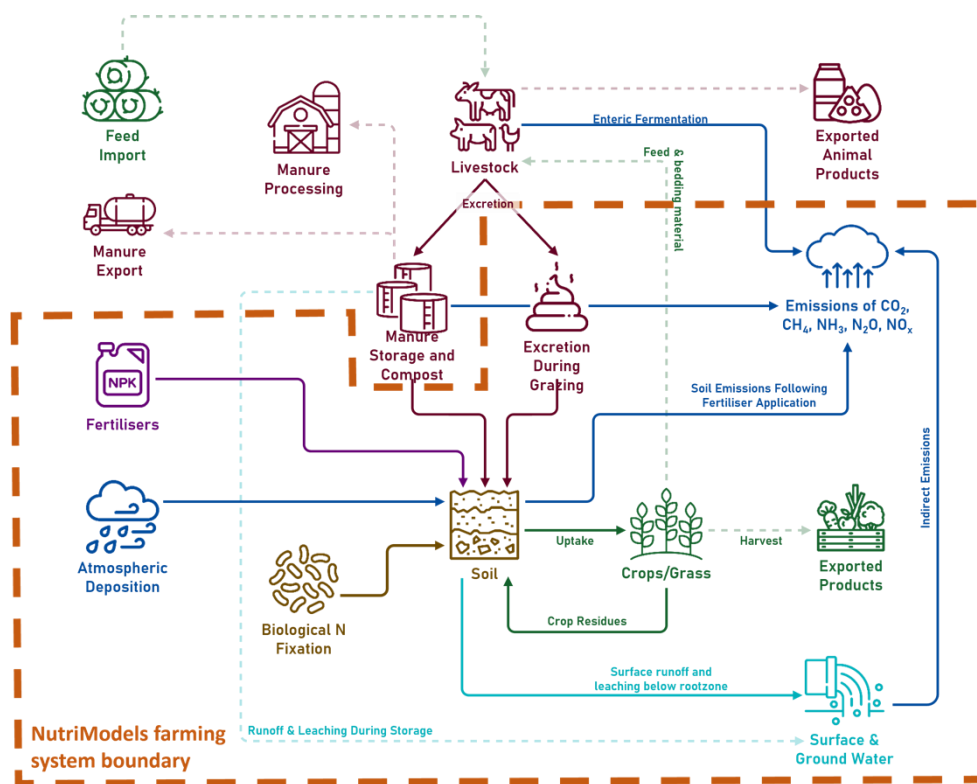 Feed
Import
Manure
Processing
Livestock
Enteric Fermentation
Exported
Animal
Products
Feed &
bedding material
Excretion
Manure
Export
Manure
Storage and
Compost
Excretion
During
Grazing
Emissions of CO₂,
CH₄, NH₃, N₂O, NOₓ
NPK
Fertilisers
Soil Emissions Following
Fertiliser Application
Indirect Emissions
Atmospheric
Deposition
Biological N
Fixation
Soil
Uptake
Crops/Grass
Harvest
Exported
Products
Crop Residues
Surface runoff and
leaching below rootzone
NutriModels farming
system boundary
Runoff & Leaching During Storage
Surface &
Ground Water